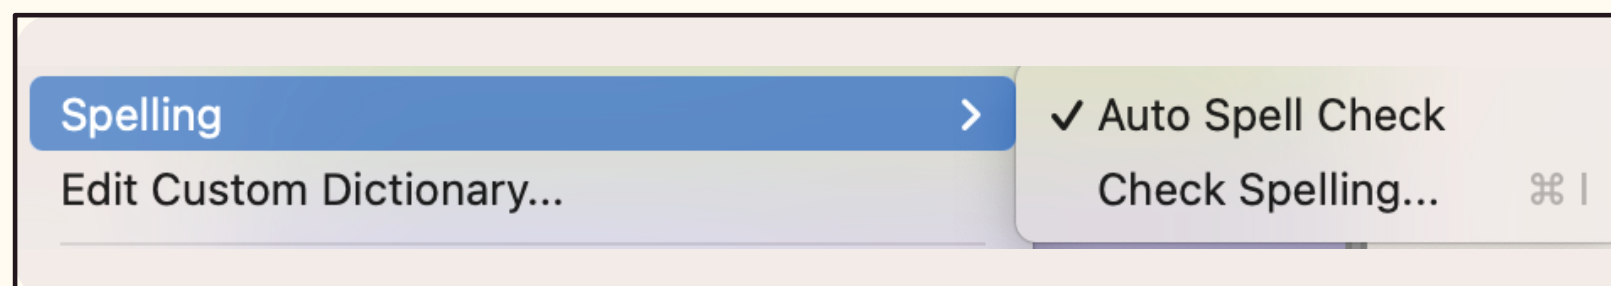 Spelling
Edit Custom Dictionary...
✓ Auto Spell Check
Check Spelling... ⌘ I